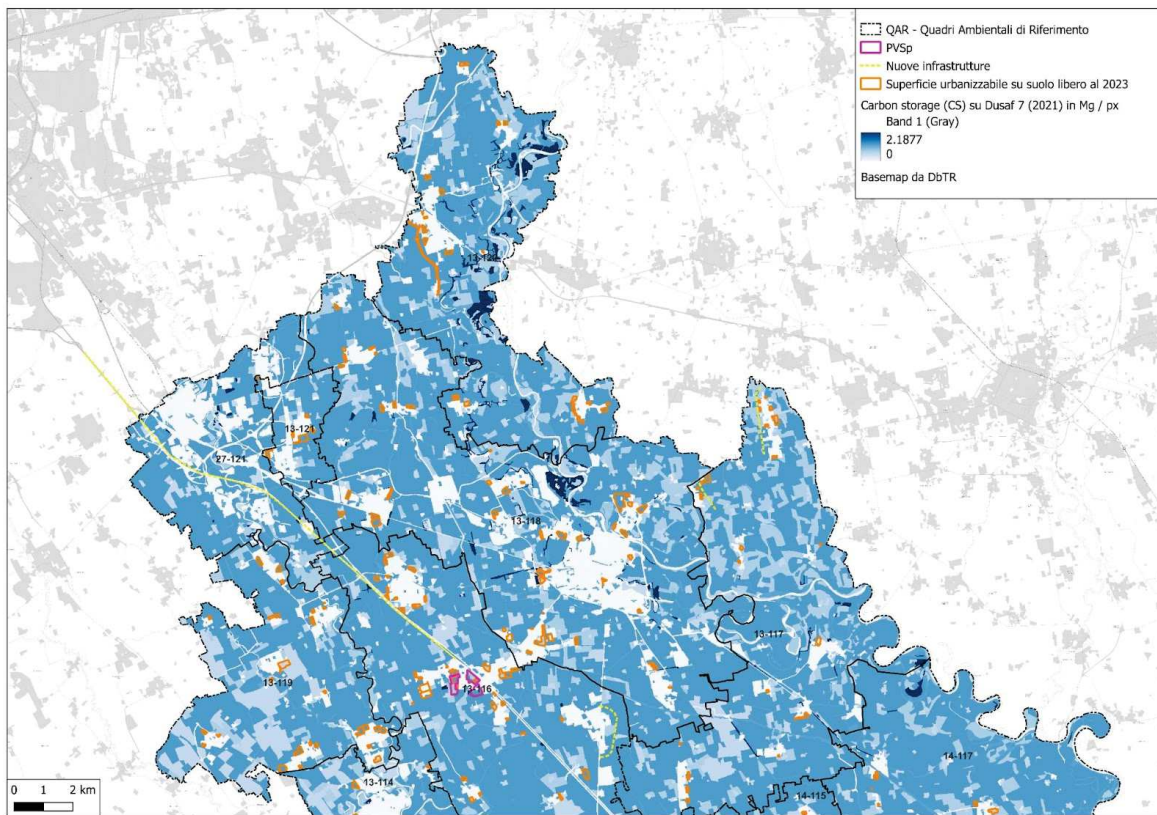 QAR - Quadri Ambientali di Riferimento
PVSp
Nuove infrastrutture
Superficie urbanizzabile su suolo libero al 2023
Carbon storage (CS) su Dusaf 7 (2021) in Mg / px
Band 1 (Gray)
2.1877
0
Basemap da DbTR
13-120
13-121
27-121
13-118
13-117
13-119
13-116
14-117
13-114
14-115
0 1 2 km